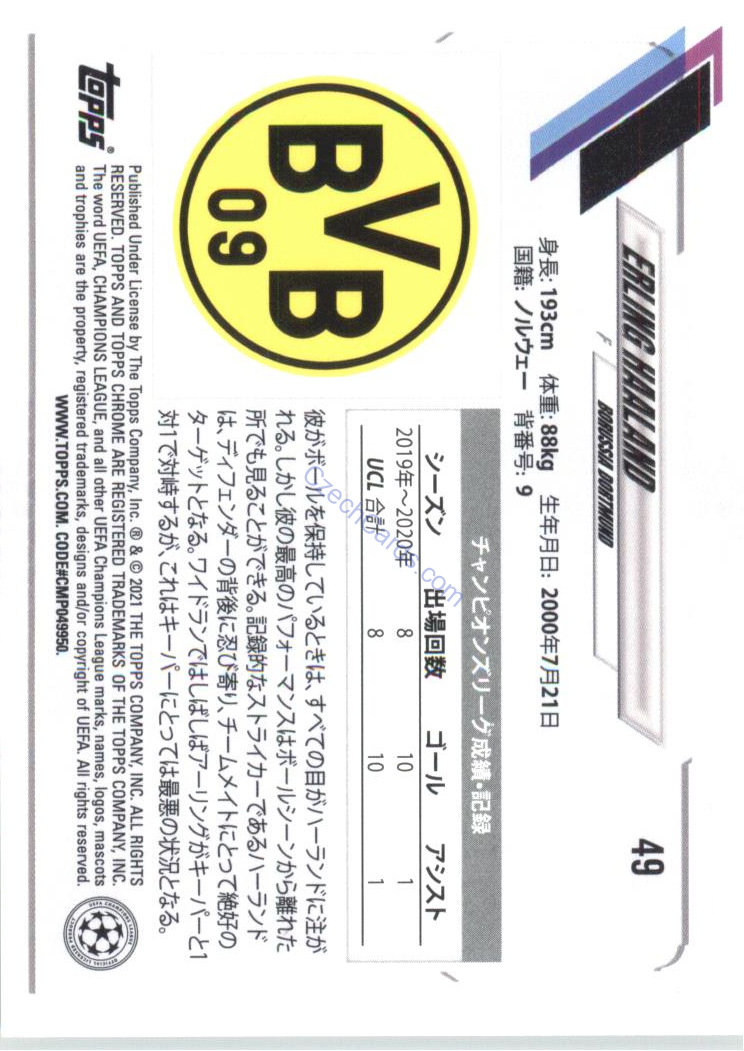 49
ERLING HAALAND
BORUSSIA DORTMUND
F
身長: 193cm 体重: 88kg 生年月日: 2000年7月21日
国籍: ノルウェー 背番号: 9
BVB
09
チャンピオンズリーグ成績・記録
シーズン 出場回数 ゴール アシスト
2019年〜2020年 8 10 1
UCL 合計 8 10 1
彼がボールを保持しているときは、すべての目がハーランドに注が
れる。しかし彼の最高のパフォーマンスはボールシーンから離れた
所でも見ることができる。記録的なストライカーであるハーランド
は、ディフェンダーの背後に忍び寄り、チームメイトにとって絶好の
ターゲットとなる。ワイドランではしばしばアーリングがキーパーと1
対1で対峙するが、これはキーパーにとっては最悪の状況となる。
czechcards.com
topps®
Published Under License by The Topps Company, Inc. ® & © 2021 THE TOPPS COMPANY, INC. ALL RIGHTS
RESERVED. TOPPS AND TOPPS CHROME ARE REGISTERED TRADEMARKS OF THE TOPPS COMPANY, INC.
The word UEFA, CHAMPIONS LEAGUE, and all other UEFA Champions League marks, names, logos, mascots
and trophies are the property, registered trademarks, designs and/or copyright of UEFA. All rights reserved.
WWW.TOPPS.COM. CODE#CMP049950.
UEFA CHAMPIONS LEAGUE
OFFICIAL LICENSED PRODUCT